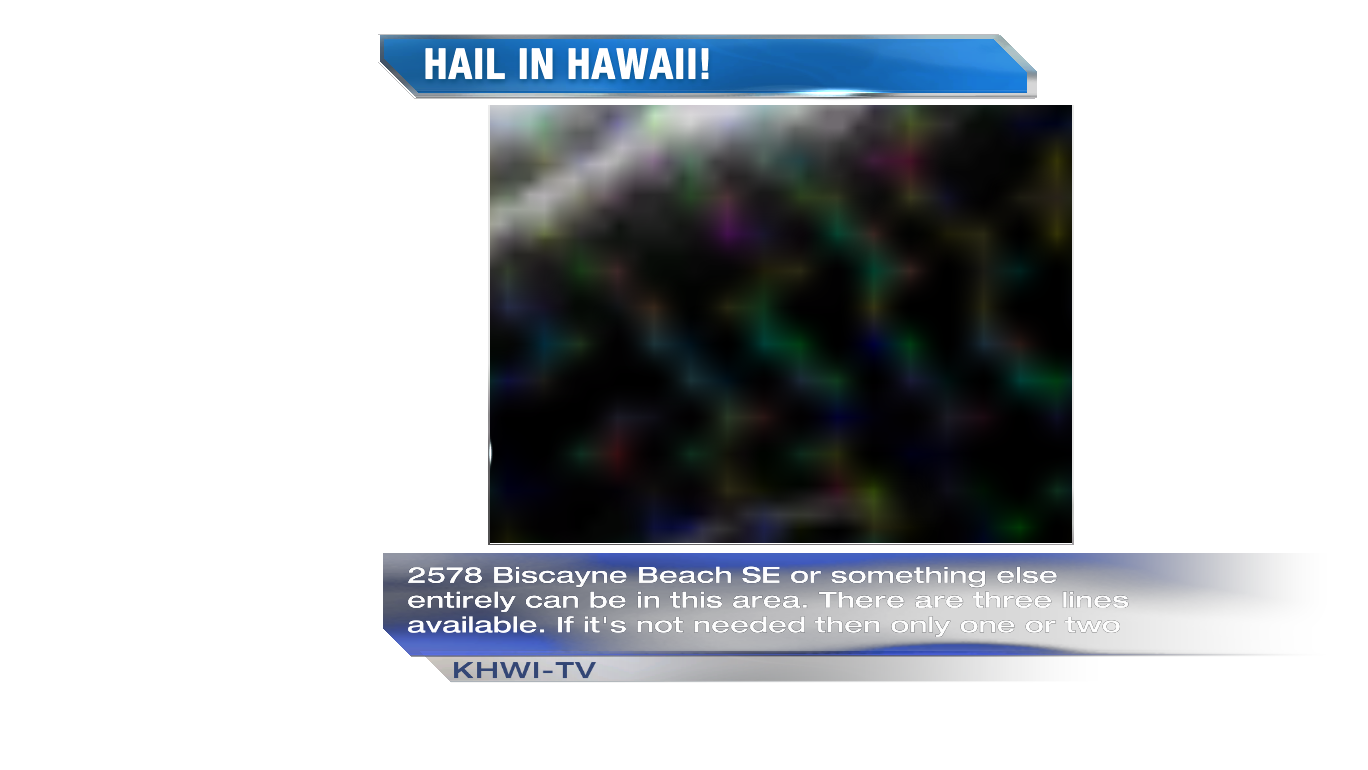 HAIL IN HAWAII!
2578 Biscayne Beach SE or something else
entirely can be in this area. There are three lines
available. If it's not needed then only one or two
KHWI-TV